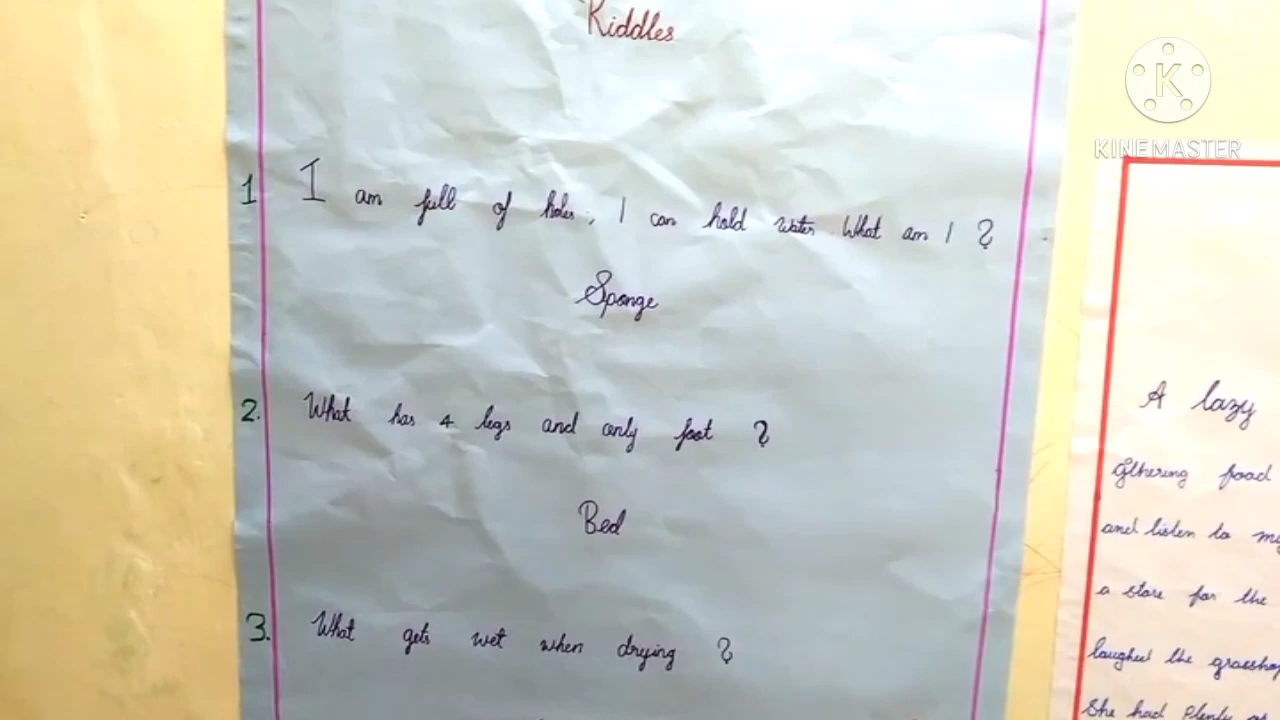 Riddles
1 I am full of holes, I can hold water. What am I ?
Sponge
2. What has 4 legs and only foot ?
Bed
3. What gets wet when drying ?
K
KINEMASTER
A lazy
Gthering food
and listen to
a store for the
laughed the grasshop
She had Plenty of